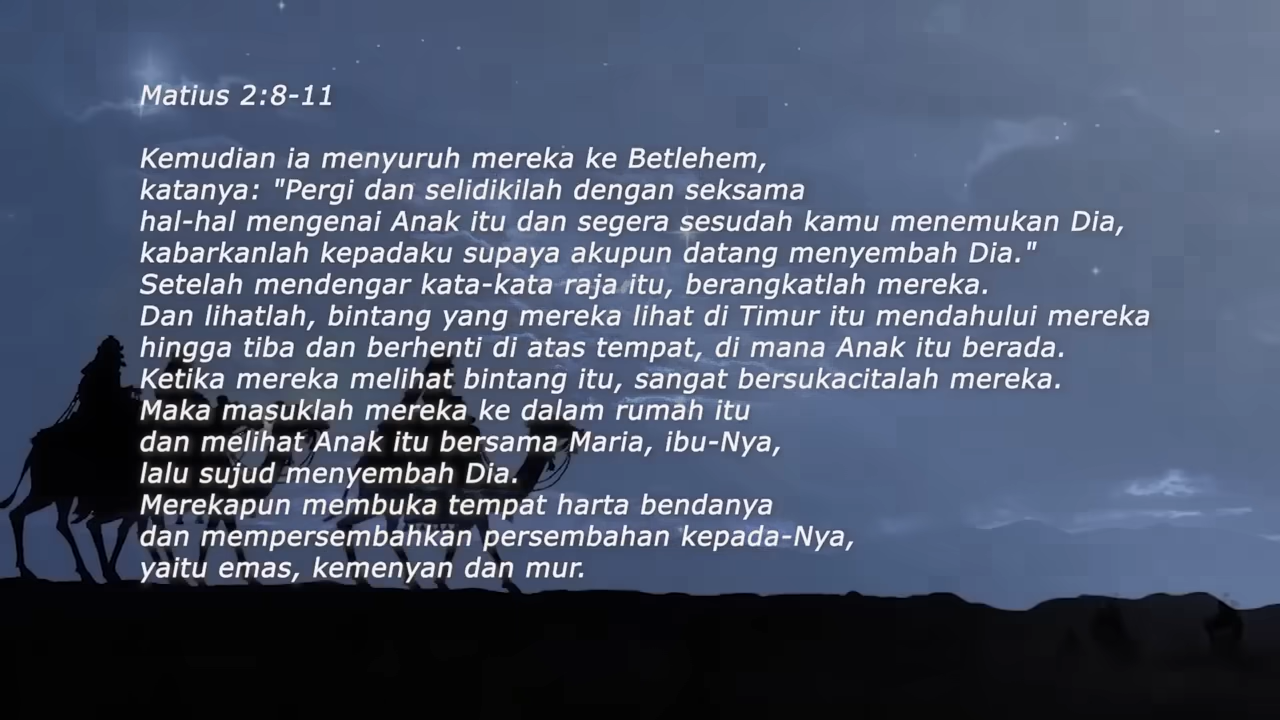 Matius 2:8-11
Kemudian ia menyuruh mereka ke Betlehem,
katanya: "Pergi dan selidikilah dengan seksama
hal-hal mengenai Anak itu dan segera sesudah kamu menemukan Dia,
kabarkanlah kepadaku supaya akupun datang menyembah Dia."
Setelah mendengar kata-kata raja itu, berangkatlah mereka.
Dan lihatlah, bintang yang mereka lihat di Timur itu mendahului mereka
hingga tiba dan berhenti di atas tempat, di mana Anak itu berada.
Ketika mereka melihat bintang itu, sangat bersukacitalah mereka.
Maka masuklah mereka ke dalam rumah itu
dan melihat Anak itu bersama Maria, ibu-Nya,
lalu sujud menyembah Dia.
Merekapun membuka tempat harta bendanya
dan mempersembahkan persembahan kepada-Nya,
yaitu emas, kemenyan dan mur.